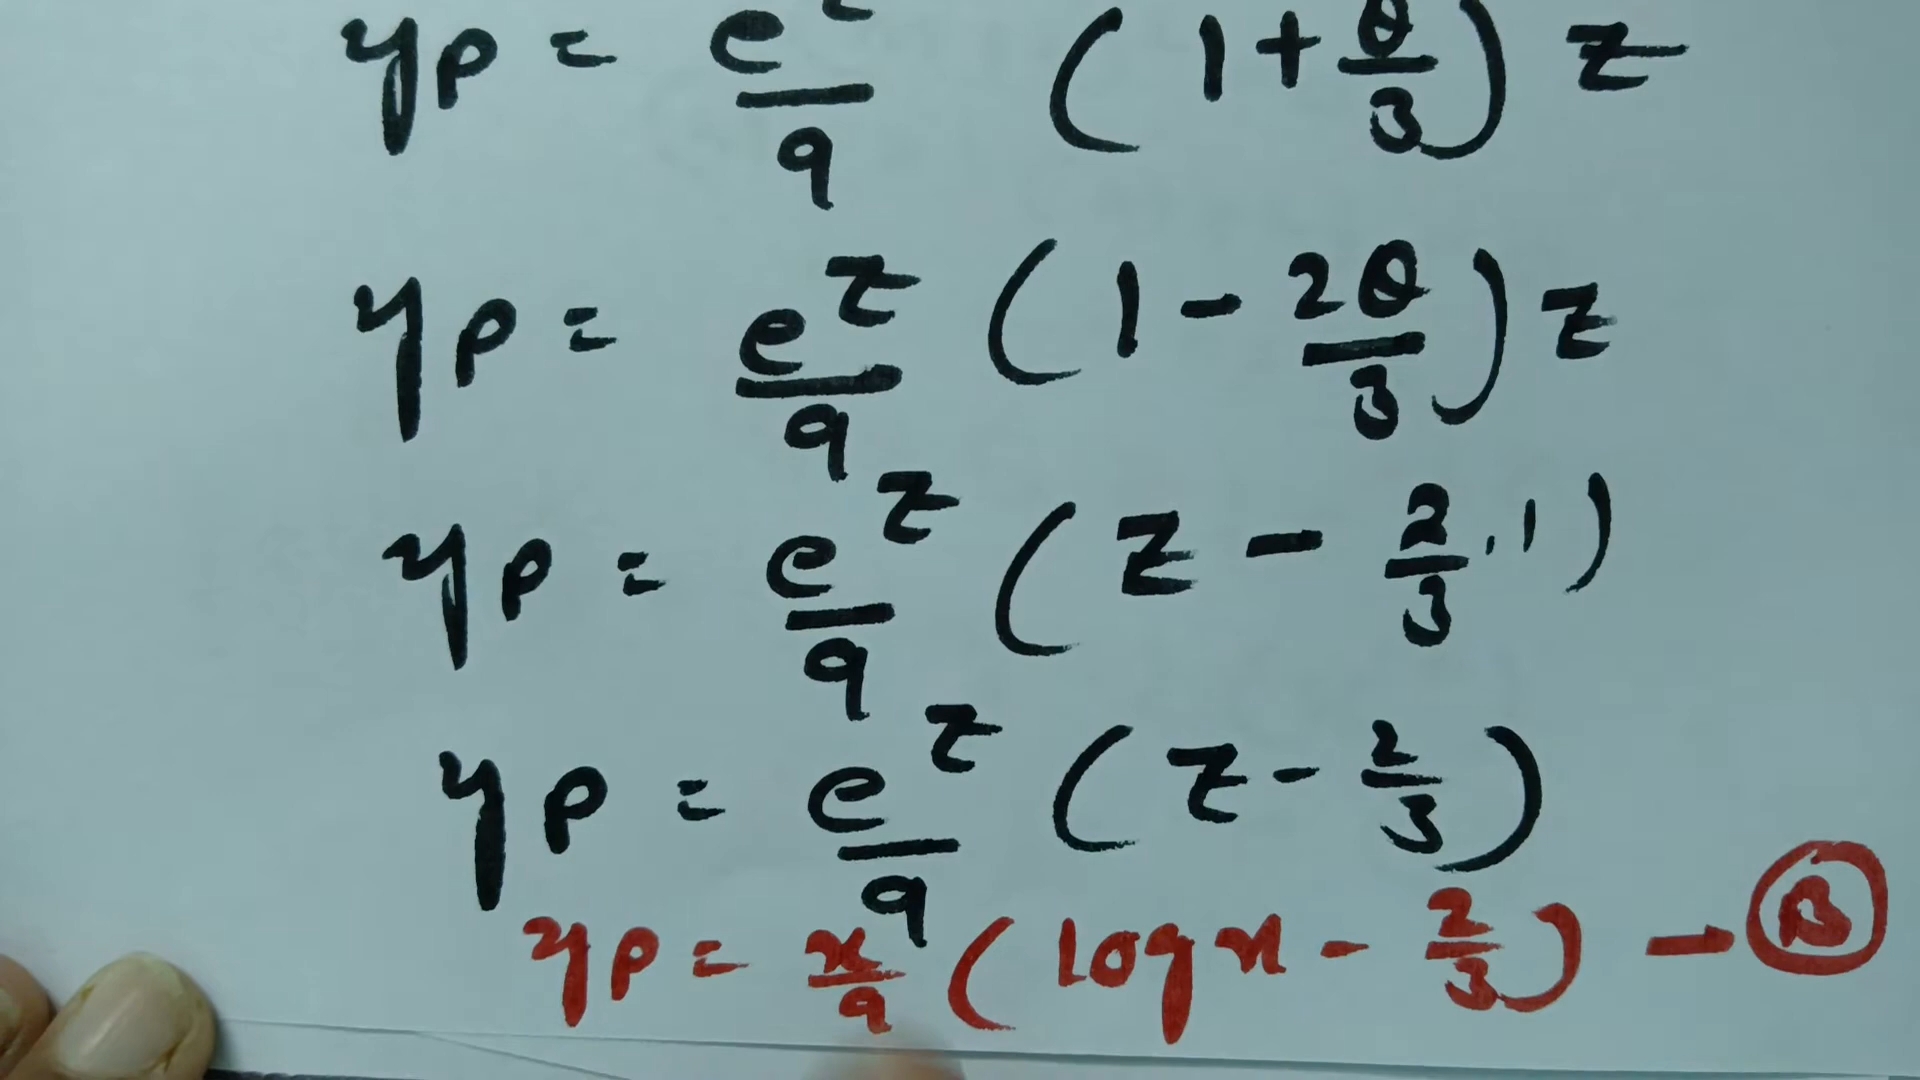 yp = e^z/9 (1+θ/3) z
yp = e^z/9 (1 - 2θ/3) z
yp = e^z/9 (z - 2/3 .1)
yp = e^z/9 (z - 2/3)
yp = x/9 (log x - 2/3) - B